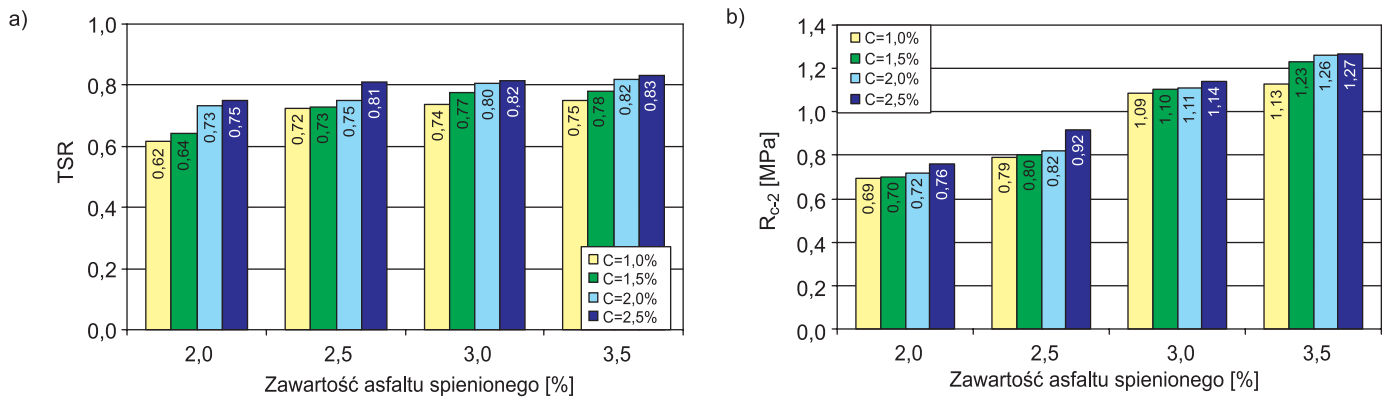 a)
TSR
1,0
0,8
0,6
0,4
0,2
0,0
0,62
0,64
0,73
0,75
0,72
0,73
0,75
0,81
0,74
0,77
0,80
0,82
0,75
0,78
0,82
0,83
C=1,0%
C=1,5%
C=2,0%
C=2,5%
2,0 2,5 3,0 3,5
Zawartość asfaltu spienionego [%]
b)
R_c-2 [MPa]
1,4
1,2
1,0
0,8
0,6
0,4
0,2
0,0
C=1,0%
C=1,5%
C=2,0%
C=2,5%
0,69
0,70
0,72
0,76
0,79
0,80
0,82
0,92
1,09
1,10
1,11
1,14
1,13
1,23
1,26
1,27
2,0 2,5 3,0 3,5
Zawartość asfaltu spienionego [%]